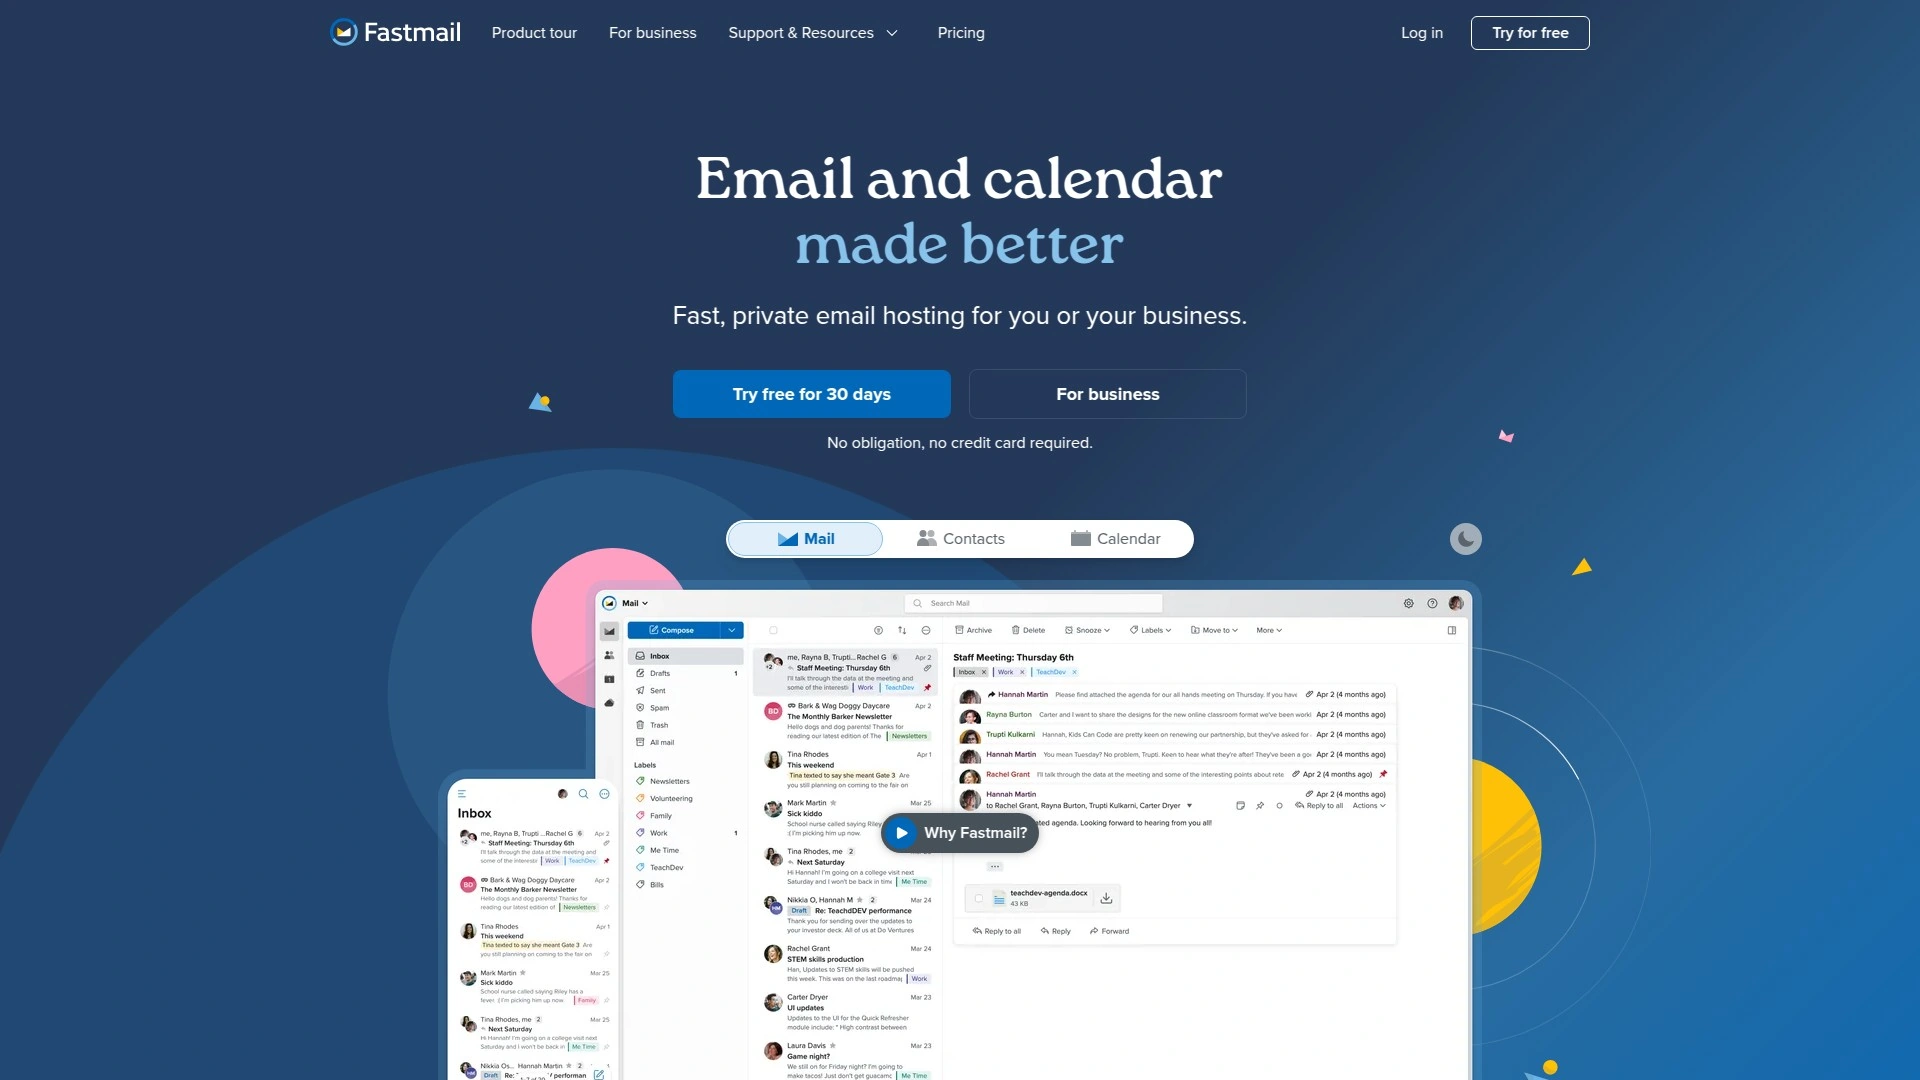 Fastmail
Product tour
For business
Support & Resources
Pricing
Log in
Try for free
Email and calendar
made better
Fast, private email hosting for you or your business.
Try free for 30 days
For business
No obligation, no credit card required.
Mail
Contacts
Calendar
Mail
Search Mail
Compose
Inbox
Drafts 1
Sent
Spam
Trash
All mail
Labels
Newsletters
Volunteering
Family
Work 1
Me Time
TeachDev
Bills
me, Rayna B, Trupti... Rachel G 6 Apr 2
+2
Staff Meeting: Thursday 6th
I'll talk through the data at the meeting and
some of the interesti Work TeachDev
BD
Bark & Wag Doggy Daycare Apr 2
The Monthly Barker Newsletter
Hello dogs and dog parents! Thanks for
reading our latest edition of The Newsletters
Tina Rhodes Apr 1
This weekend
Tina texted to say she meant Gate 3 Are
you still planning on coming to the fair on
Mark Martin Mar 25
Sick kiddo
School nurse called saying Riley
:( I'm picking him up now.
Tina Rhodes, me 2
Next Saturday
Hi Hannah! I'm going on a college visit next
Saturday and I won't be back in time Me Time
Nikkia O, Hannah M 2 Mar 24
HM
Draft Re: TeachdDEV performance
Thank you for sending over the updates to
your investor deck. All of us at Do Ventures
Rachel Grant Mar 24
STEM skills production
Han, Updates to STEM skills will be pushed
this week. This was on the last roadmap Work
Carter Dryer Mar 23
UI updates
Updates to the UI for the Quick Refresher
module include: * High contrast between
Laura Davis Mar 23
Game night?
We still on for Friday night? I'm going to
make tacos! Just don't get guacamo Me Time
Archive
Delete
Snooze
Labels
Move to
More
Staff Meeting: Thursday 6th
Inbox × Work × TeachDev ×
Hannah Martin Please find attached the agenda for our all hands meeting on Thursday. If you have Apr 2 (4 months ago)
Rayna Burton Carter and I want to share the designs for the new online classroom format we've been worki Apr 2 (4 months ago)
Trupti Kulkarni Hannah, Kids Can Code are pretty keen on renewing our partnership, but they've asked for Apr 2 (4 months ago)
Hannah Martin You mean Tuesday? No problem, Trupti. Keen to hear what they're after! They've been a goo Apr 2 (4 months ago)
Rachel Grant I'll talk through the data at the meeting and some of the interesting points about rete Apr 2 (4 months ago)
Hannah Martin Apr 2 (4 months ago)
to Rachel Grant, Rayna Burton, Trupti Kulkarni, Carter Dryer Reply to all Actions
ated agenda. Looking forward to hearing from you all!
Why Fastmail?
...
teachdev-agenda.docx
43 KB
Reply to all
Reply
Forward
Inbox
me, Rayna B, Trupti ...Rachel G 6 Apr 2
+2
Staff Meeting: Thursday 6th
I'll talk through the data at the meeting and
some of the interesti Work TeachDev
BD
Bark & Wag Doggy Daycare Apr 2
The Monthly Barker Newsletter
Hello dogs and dog parents! Thanks for
reading our latest edition of Newsletters
Tina Rhodes Apr 1
This weekend
Tina texted to say she meant Gate 3 Are
you still planning on coming to the fair on
Mark Martin Mar 25
Sick kiddo
School nurse called saying Riley has a
fever. :( I'm picking him up now. Family
Tina Rhodes, me 2 Mar 25
Next Saturday
Hi Hannah! I'm going on a college visit next
Saturday and I won't be back in Me Time
Nikkia Os... Hannah Martin 2
HM
Draft